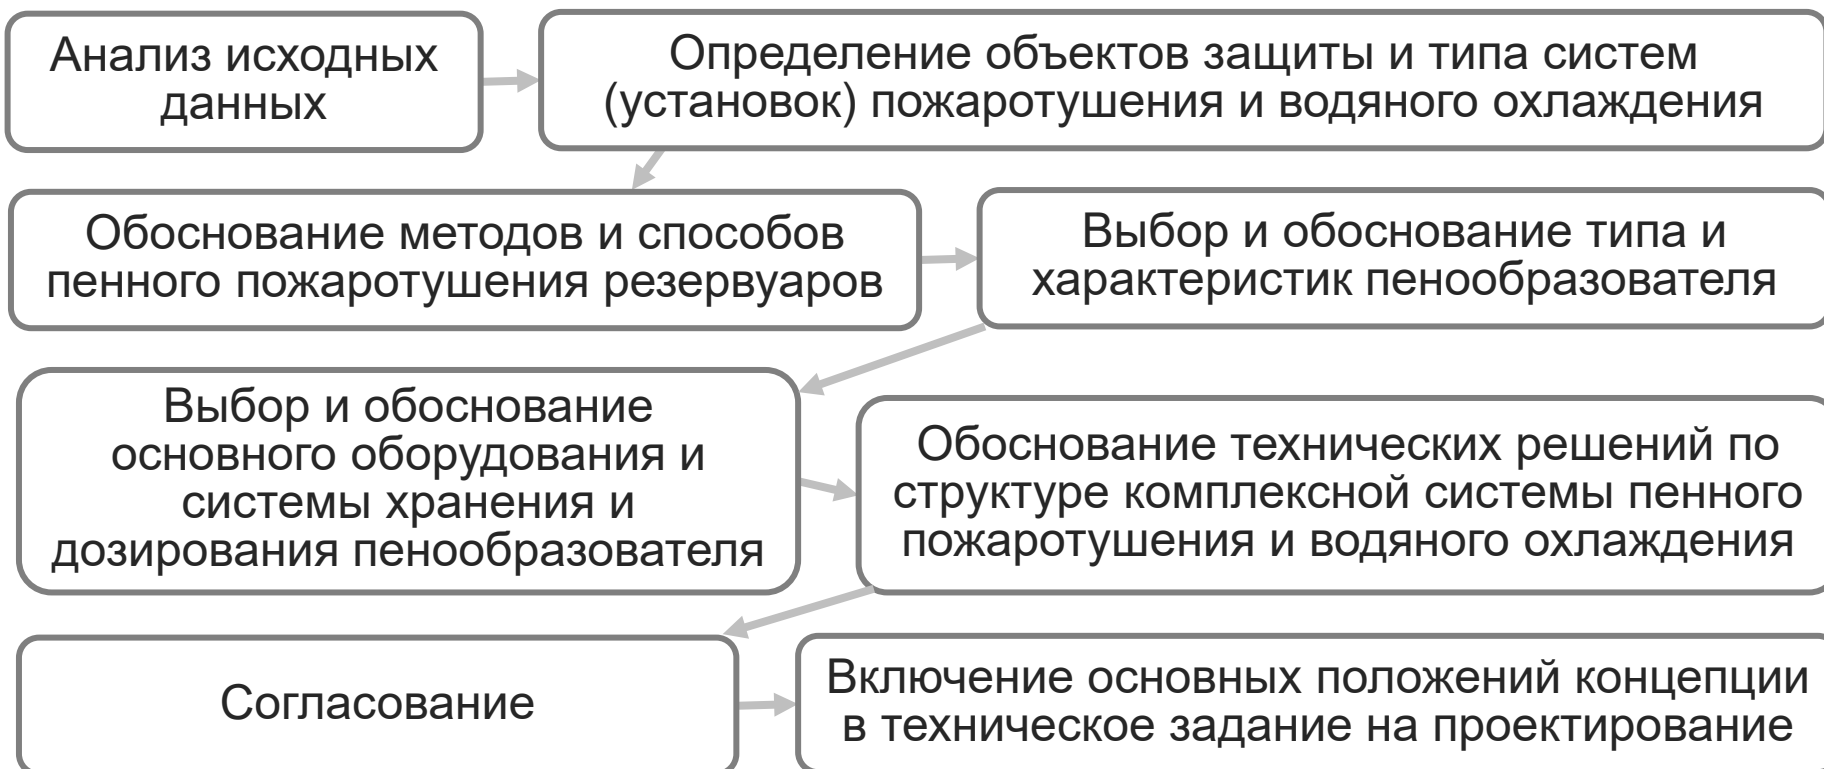 Анализ исходных
данных
Определение объектов защиты и типа систем
(установок) пожаротушения и водяного охлаждения
Обоснование методов и способов
пенного пожаротушения резервуаров
Выбор и обоснование типа и
характеристик пенообразователя
Выбор и обоснование
основного оборудования и
системы хранения и
дозирования пенообразователя
Обоснование технических решений по
структуре комплексной системы пенного
пожаротушения и водяного охлаждения
Согласование
Включение основных положений концепции
в техническое задание на проектирование